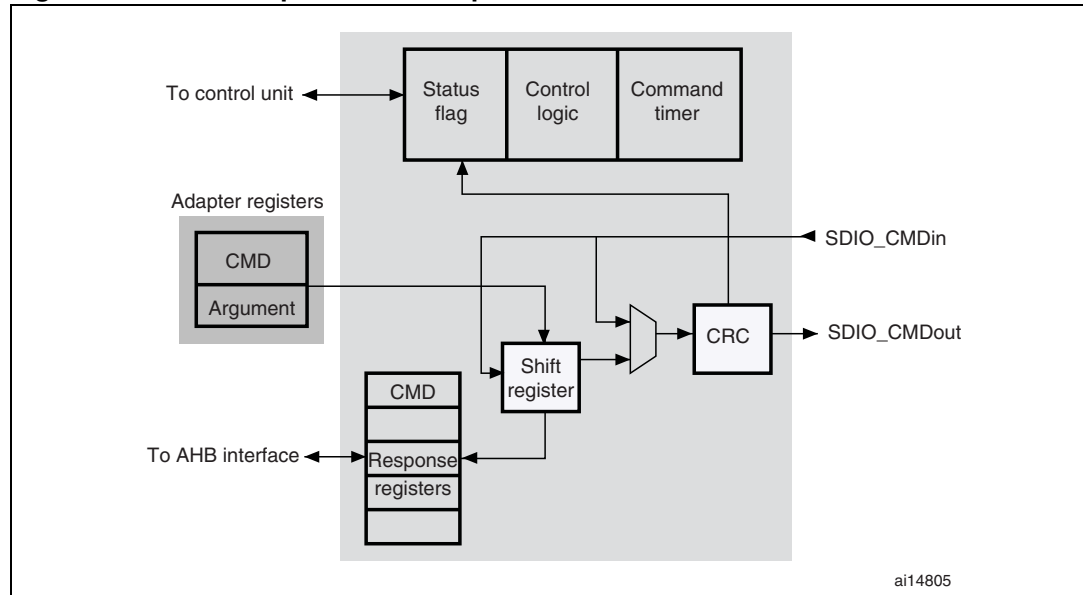 To control unit
Status
flag
Control
logic
Command
timer
Adapter registers
CMD
Argument
SDIO_CMDin
SDIO_CMDout
CRC
Shift
register
CMD
To AHB interface
Response
registers
ai14805